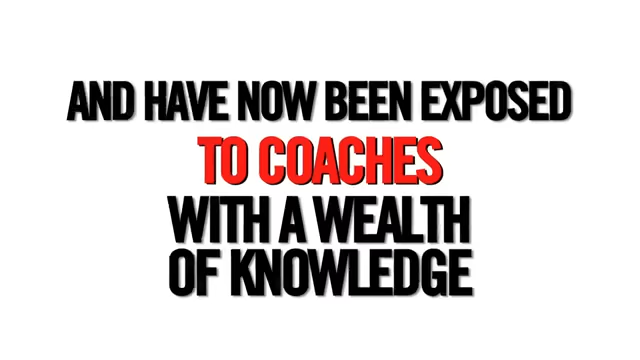 AND HAVE NOW BEEN EXPOSED
TO COACHES
WITH A WEALTH
OF KNOWLEDGE